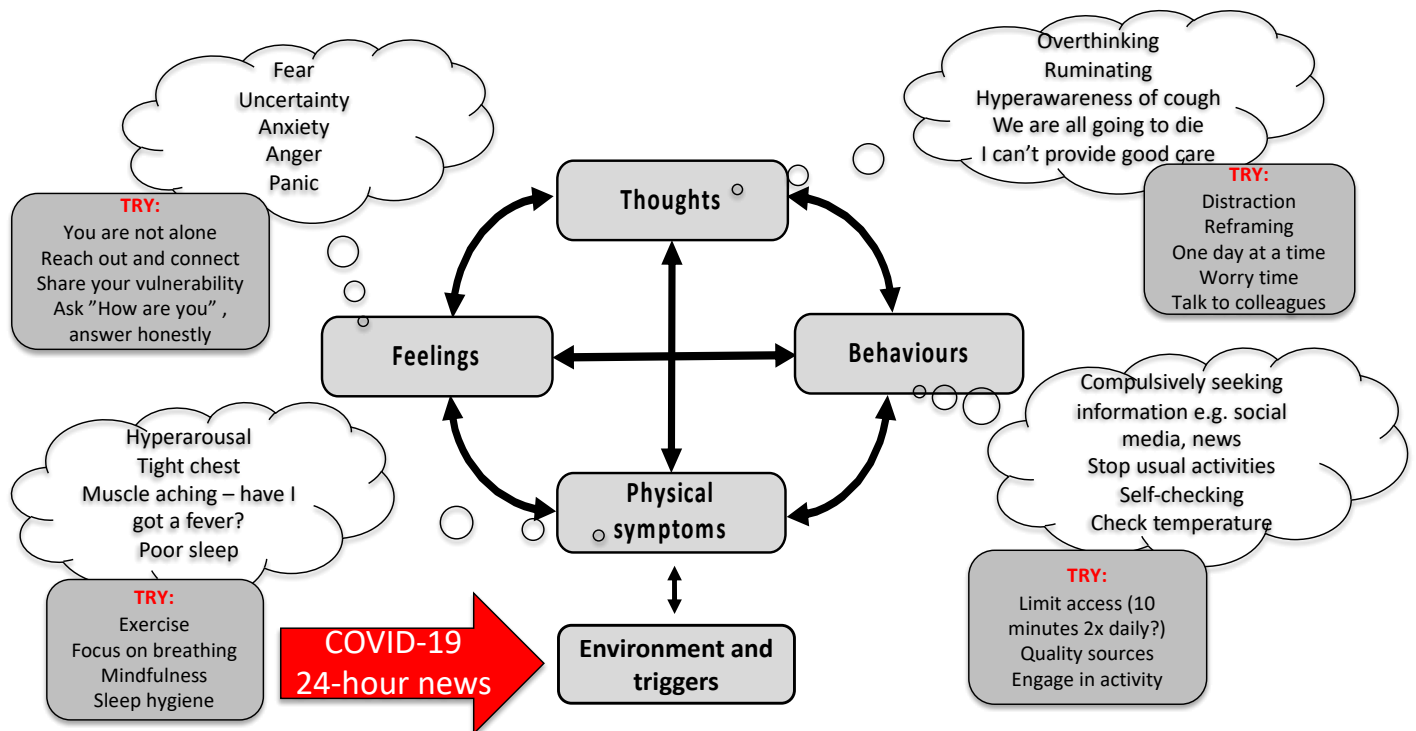 Fear
Uncertainty
Anxiety
Anger
Panic
TRY:
You are not alone
Reach out and connect
Share your vulnerability
Ask ”How are you” ,
answer honestly
Overthinking
Ruminating
Hyperawareness of cough
We are all going to die
I can’t provide good care
TRY:
Distraction
Reframing
One day at a time
Worry time
Talk to colleagues
Thoughts
Feelings
Behaviours
Physical
symptoms
Hyperarousal
Tight chest
Muscle aching – have I
got a fever?
Poor sleep
TRY:
Exercise
Focus on breathing
Mindfulness
Sleep hygiene
Compulsively seeking
information e.g. social
media, news
Stop usual activities
Self-checking
Check temperature
TRY:
Limit access (10
minutes 2x daily?)
Quality sources
Engage in activity
COVID-19
24-hour news
Environment and
triggers